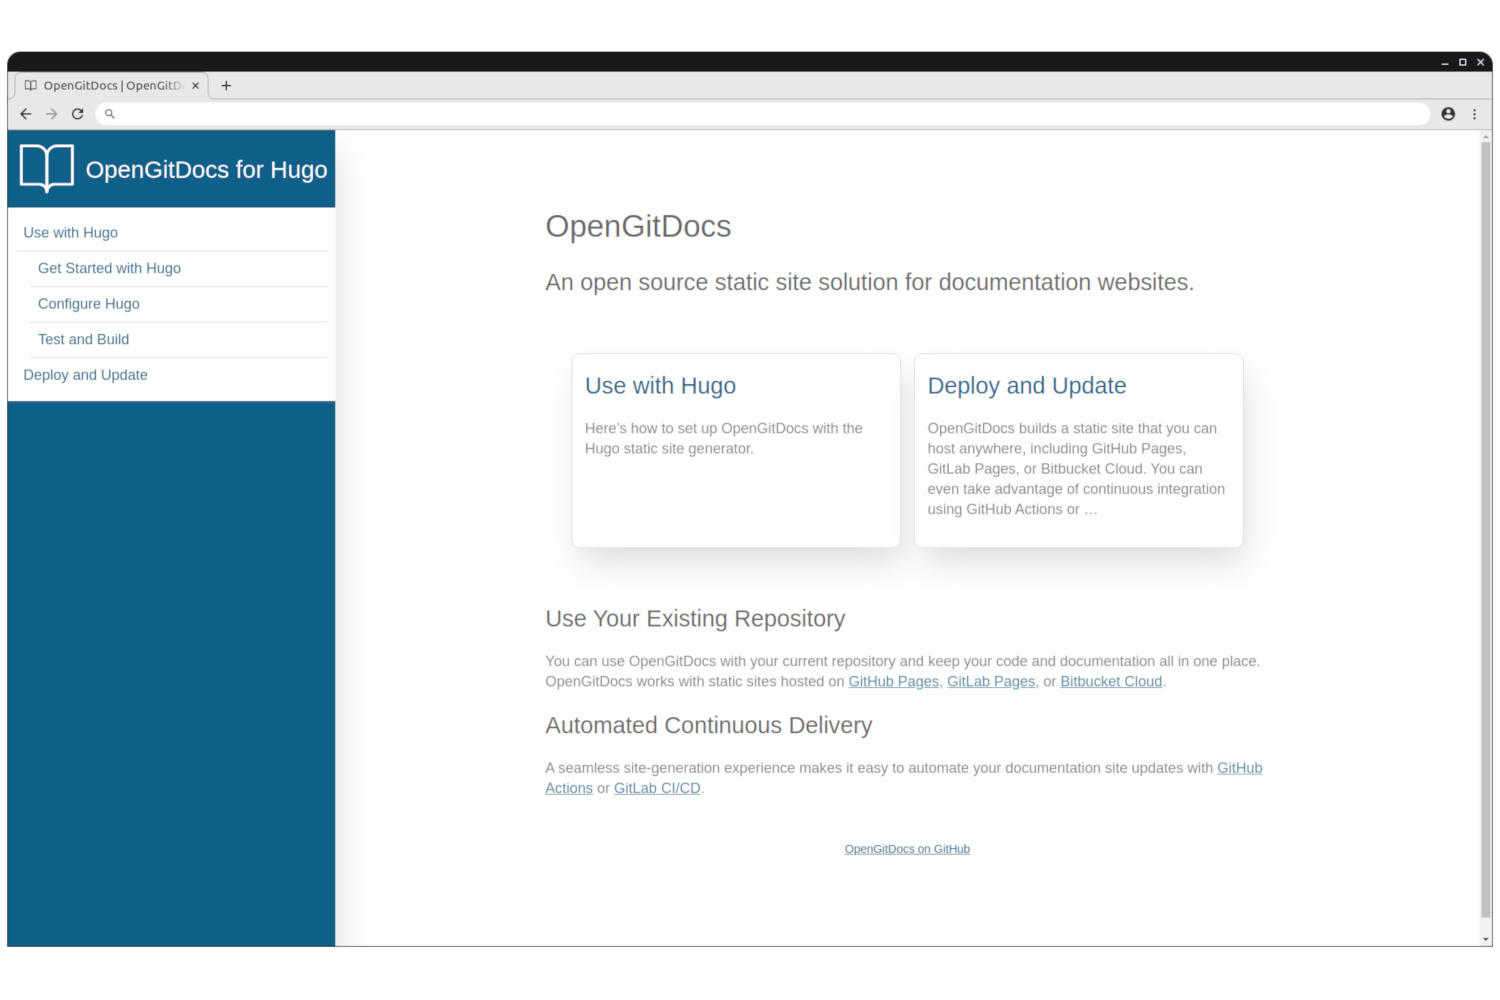 OpenGitDocs | OpenGitD
OpenGitDocs for Hugo
Use with Hugo
Get Started with Hugo
Configure Hugo
Test and Build
Deploy and Update
OpenGitDocs
An open source static site solution for documentation websites.
Use with Hugo
Here’s how to set up OpenGitDocs with the
Hugo static site generator.
Deploy and Update
OpenGitDocs builds a static site that you can
host anywhere, including GitHub Pages,
GitLab Pages, or Bitbucket Cloud. You can
even take advantage of continuous integration
using GitHub Actions or …
Use Your Existing Repository
You can use OpenGitDocs with your current repository and keep your code and documentation all in one place.
OpenGitDocs works with static sites hosted on GitHub Pages, GitLab Pages, or Bitbucket Cloud.
Automated Continuous Delivery
A seamless site-generation experience makes it easy to automate your documentation site updates with GitHub
Actions or GitLab CI/CD.
OpenGitDocs on GitHub